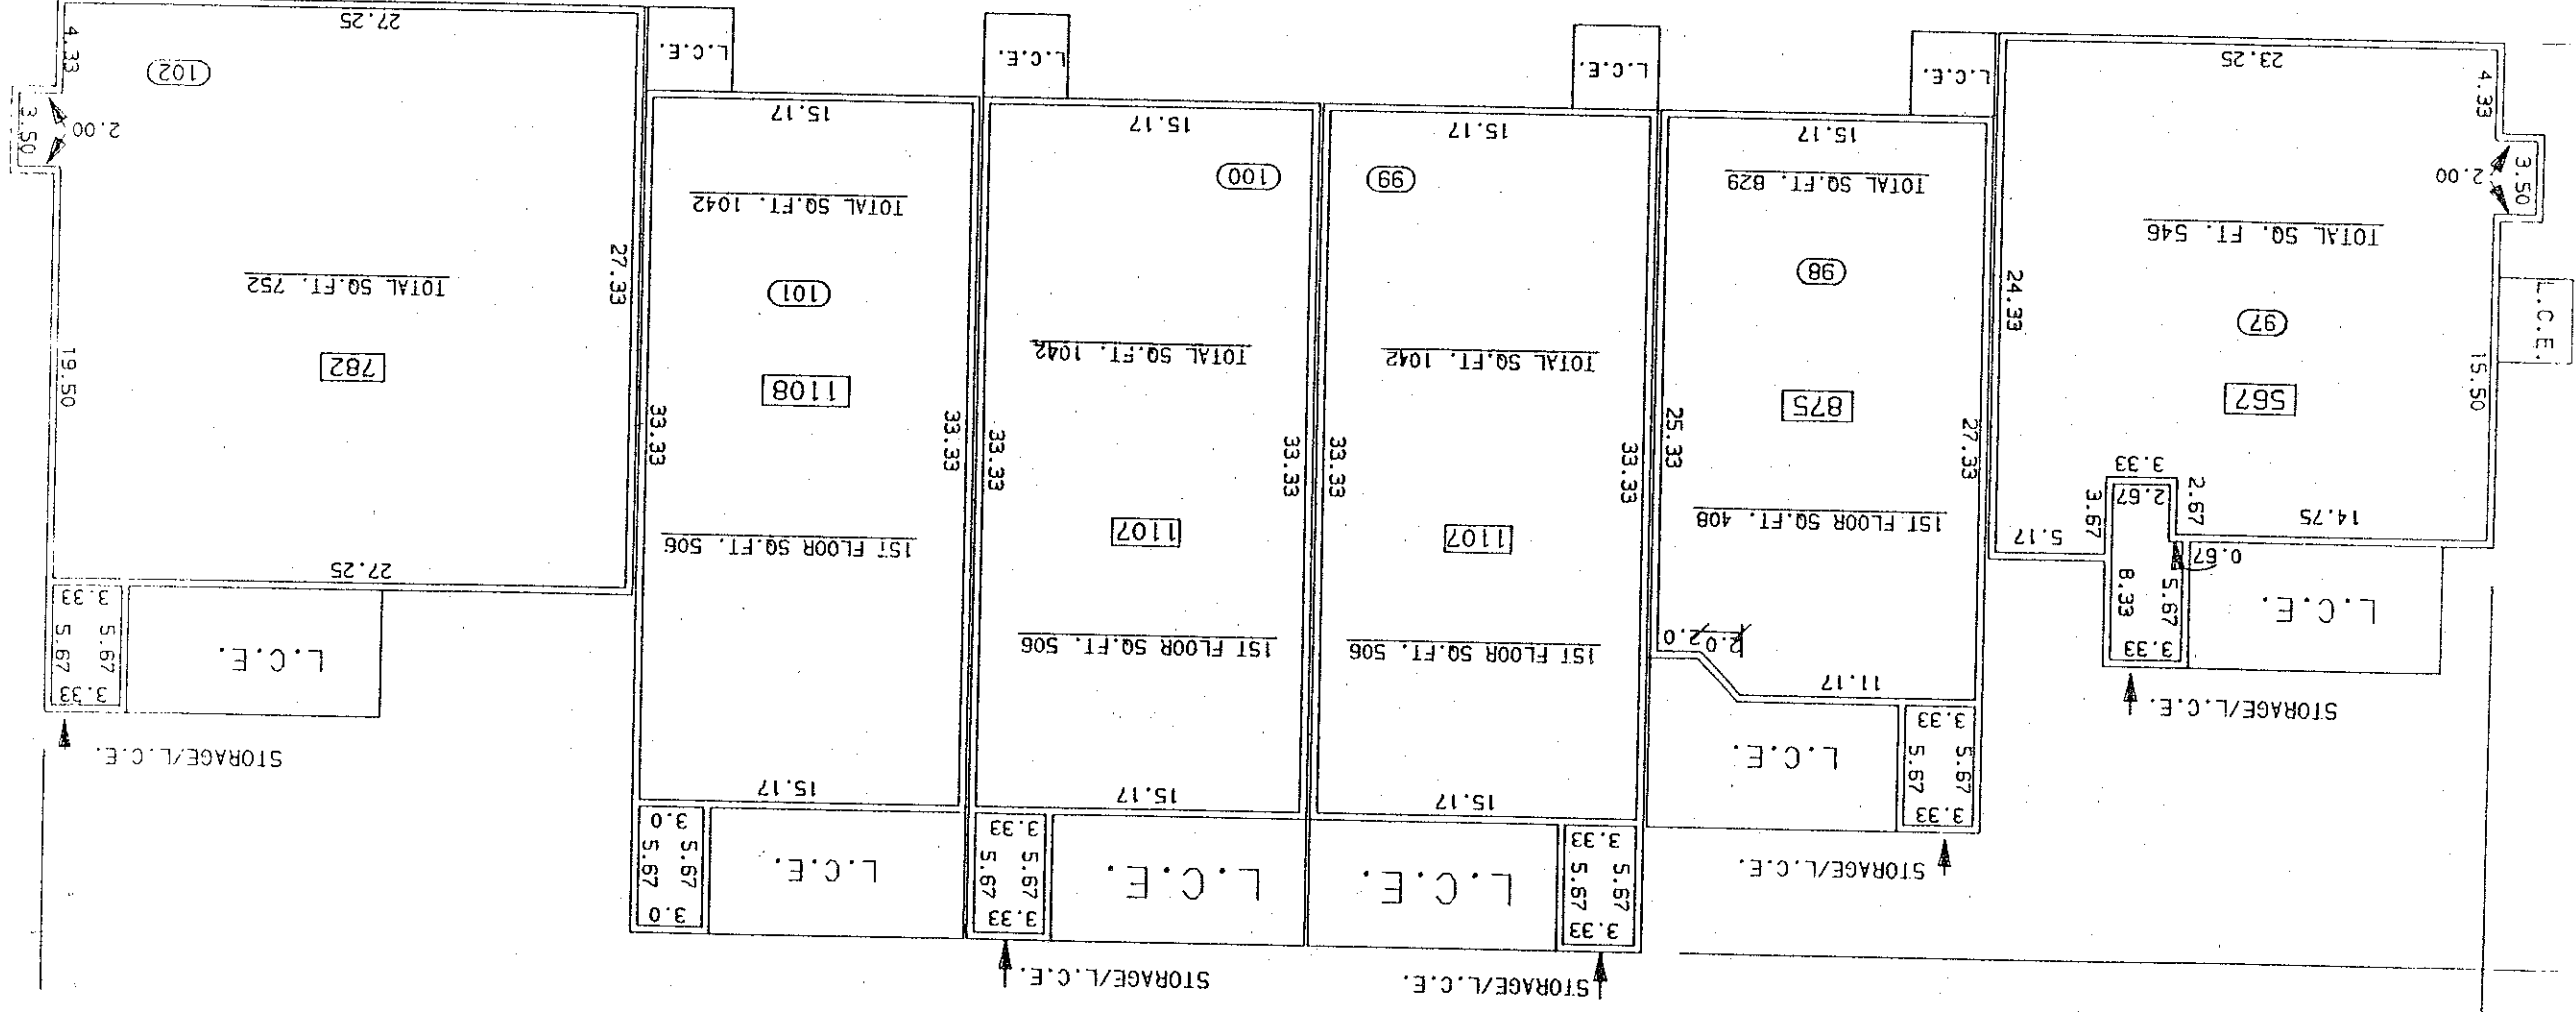 STORAGE/L.C.E.
3.33
5.67
8.33
L.C.E.
0.67
14.75
2.67
2.67
3.33
3.67
5.17
15.50
567
97
L.C.E.
24.33
TOTAL SQ. FT. 546
3.50
2.00
4.33
23.25
STORAGE/L.C.E.
3.33
5.67
5.67
3.33
L.C.E.
11.17
2.0
2.0
1ST FLOOR SQ.FT. 408
27.33
25.33
875
98
TOTAL SQ.FT. 829
15.17
L.C.E.
STORAGE/L.C.E.
3.33
5.67
5.67
3.33
L.C.E.
15.17
1ST FLOOR SQ.FT. 506
1107
33.33
33.33
TOTAL SQ.FT. 1042
99
15.17
L.C.E.
STORAGE/L.C.E.
L.C.E.
3.33
5.67
5.67
3.33
15.17
1ST FLOOR SQ.FT. 506
1107
33.33
33.33
TOTAL SQ.FT. 1042
100
15.17
L.C.E.
L.C.E.
3.0
5.67
5.67
3.0
15.17
1ST FLOOR SQ.FT. 506
33.33
33.33
1108
101
TOTAL SQ.FT. 1042
15.17
L.C.E.
STORAGE/L.C.E.
L.C.E.
3.33
5.67
5.67
3.33
27.25
782
19.50
27.33
TOTAL SQ.FT. 752
3.50
2.00
102
4.33
27.25